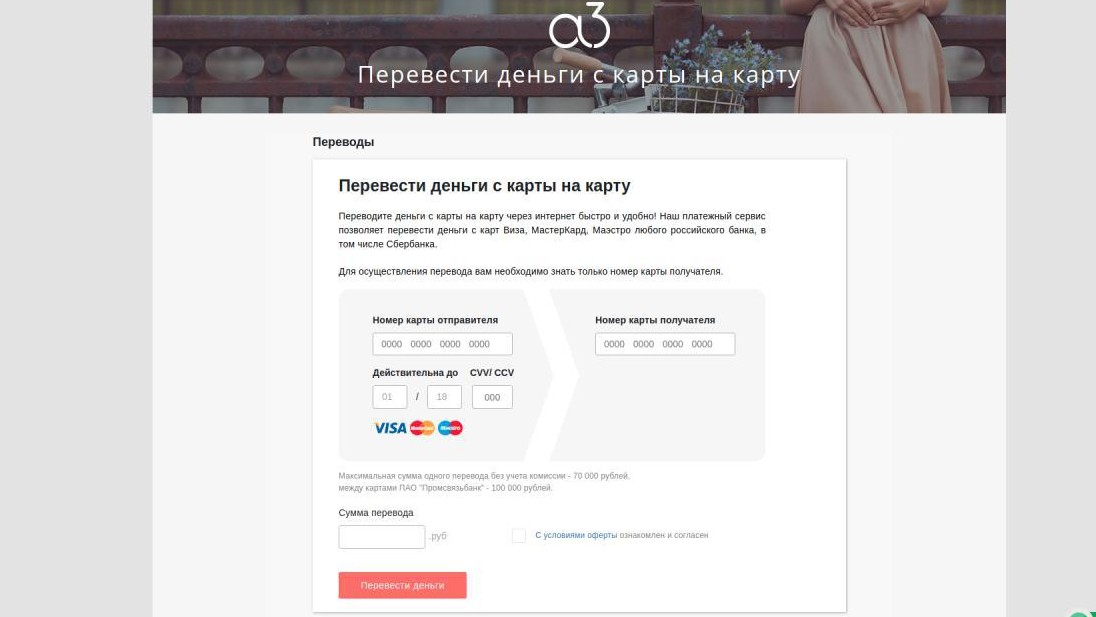 a3
Перевести деньги с карты на карту
Переводы
Перевести деньги с карты на карту
Переводите деньги с карты на карту через интернет быстро и удобно! Наш платежный сервис
позволяет перевести деньги с карт Виза, МастерКард, Маэстро любого российского банка, в
том числе Сбербанка.
Для осуществления перевода вам необходимо знать только номер карты получателя.
Номер карты отправителя
0000 0000 0000 0000
Действительна до CVV/ CCV
01 / 18 000
VISA MasterCard Maestro
Номер карты получателя
0000 0000 0000 0000
Максимальная сумма одного перевода без учета комиссии - 70 000 рублей,
между картами ПАО "Промсвязьбанк" - 100 000 рублей.
Сумма перевода
.руб
С условиями оферты ознакомлен и согласен
Перевести деньги